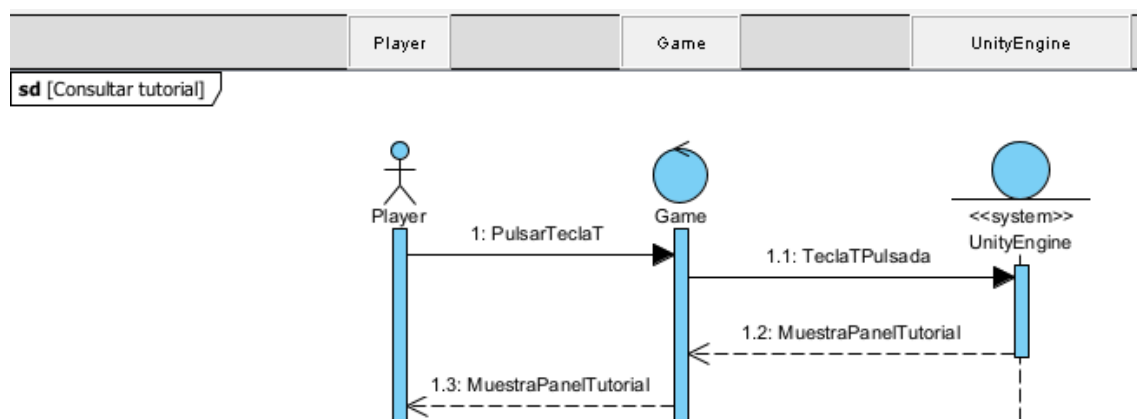 Player Game UnityEngine
sd [Consultar tutorial]
Player
Game
<<system>>
UnityEngine
1: PulsarTeclaT
1.1: TeclaTPulsada
1.2: MuestraPanelTutorial
1.3: MuestraPanelTutorial